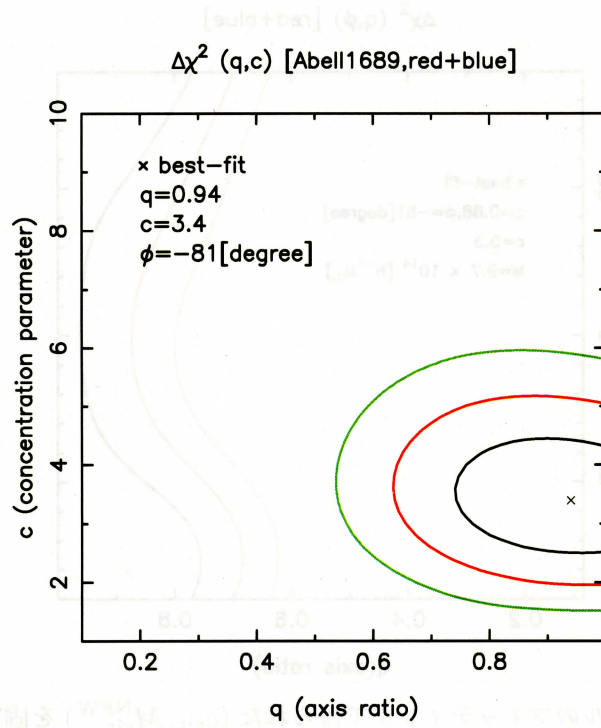 Δχ² (q,c) [Abell1689,red+blue]
10
8
6
4
2
c (concentration parameter)
× best-fit
q=0.94
c=3.4
ϕ=-81[degree]
0.2
0.4
0.6
0.8
q (axis ratio)